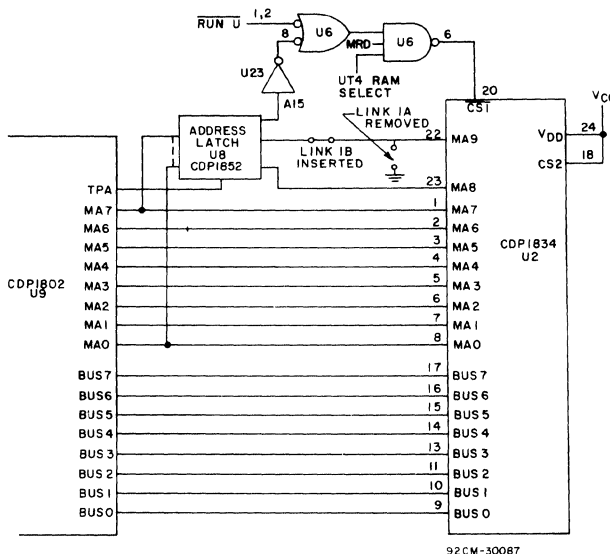 RUN U 1,2
8
U6
MRD
U6
6
UT4 RAM
SELECT
U23
A15
20
CS1
VCC
LINK 1A
REMOVED
ADDRESS
LATCH
U8
CDP1852
LINK 1B
INSERTED
22 MA9
VDD 24
CS2 18
TPA
23 MA8
MA7 1 MA7
MA6 2 MA6
MA5 3 MA5
MA4 4 MA4
MA3 5 MA3
MA2 6 MA2
MA1 7 MA1
MA0 8 MA0
CDP1802
U9
CDP1834
U2
BUS7 17 BUS7
BUS6 16 BUS6
BUS5 15 BUS5
BUS4 14 BUS4
BUS3 13 BUS3
BUS2 11 BUS2
BUS1 10 BUS1
BUS0 9 BUS0
92CM-30087